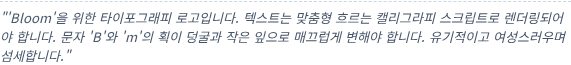 "'Bloom'을 위한 타이포그래피 로고입니다. 텍스트는 맞춤형 흐르는 캘리그라피 스크립트로 렌더링되어
야 합니다. 문자 'B'와 'm'의 획이 덩굴과 작은 잎으로 매끄럽게 변해야 합니다. 유기적이고 여성스러우며
섬세합니다."